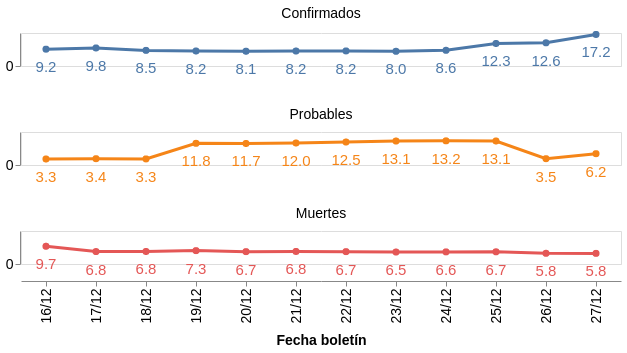 Confirmados
0
9.2 9.8 8.5 8.2 8.1 8.2 8.2 8.0 8.6 12.3 12.6 17.2
Probables
0
3.3 3.4 3.3 11.8 11.7 12.0 12.5 13.1 13.2 13.1 3.5 6.2
Muertes
0
9.7 6.8 6.8 7.3 6.7 6.8 6.7 6.5 6.6 6.7 5.8 5.8
16/12 17/12 18/12 19/12 20/12 21/12 22/12 23/12 24/12 25/12 26/12 27/12
Fecha boletín